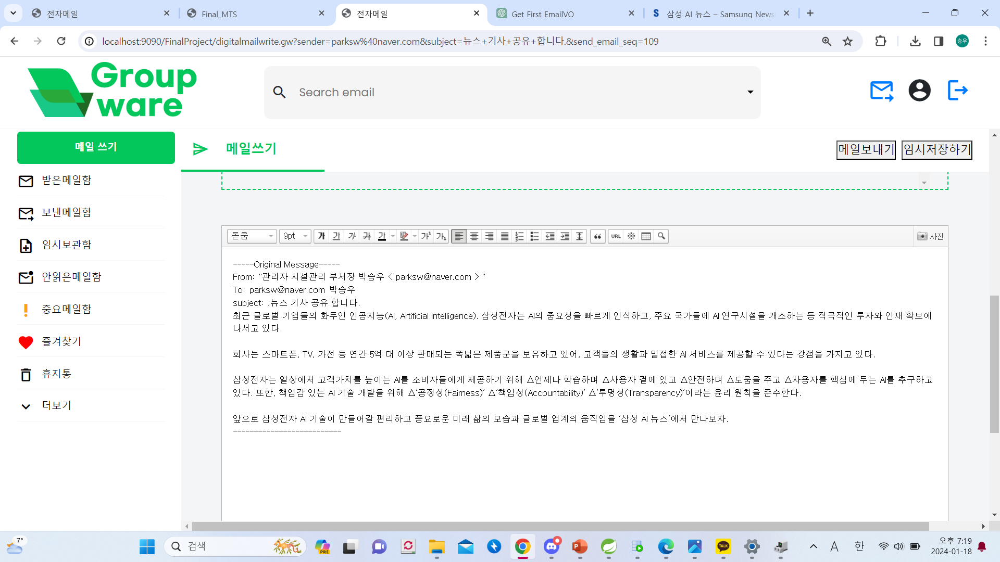 전자메일
Final_MTS
전자메일
Get First EmailVO
삼성 AI 뉴스 – Samsung News
localhost:9090/FinalProject/digitalmailwrite.gw?sender=parksw%40naver.com&subject=뉴스+기사+공유+합니다.&send_email_seq=109
승우
Group
ware
Search email
메일 쓰기
메일쓰기
메일보내기
임시저장하기
받은메일함
보낸메일함
임시보관함
안읽은메일함
중요메일함
즐겨찾기
휴지통
더보기
돋움
9pt
가 가 가 가 가 가² 가₁
URL
사진
-----Original Message-----
From: "관리자 시설관리 부서장 박승우 < parksw@naver.com > "
To: parksw@naver.com 박승우
subject: ;뉴스 기사 공유 합니다.
최근 글로벌 기업들의 화두인 인공지능(AI, Artificial Intelligence). 삼성전자는 AI의 중요성을 빠르게 인식하고, 주요 국가들에 AI 연구시설을 개소하는 등 적극적인 투자와 인재 확보에
나서고 있다.
회사는 스마트폰, TV, 가전 등 연간 5억 대 이상 판매되는 폭넓은 제품군을 보유하고 있어, 고객들의 생활과 밀접한 AI 서비스를 제공할 수 있다는 강점을 가지고 있다.
삼성전자는 일상에서 고객가치를 높이는 AI를 소비자들에게 제공하기 위해 △언제나 학습하며 △사용자 곁에 있고 △안전하며 △도움을 주고 △사용자를 핵심에 두는 AI를 추구하고
있다. 또한, 책임감 있는 AI 기술 개발을 위해 △‘공정성(Fairness)’ △‘책임성(Accountability)’ △‘투명성(Transparency)’이라는 윤리 원칙을 준수한다.
앞으로 삼성전자 AI 기술이 만들어갈 편리하고 풍요로운 미래 삶의 모습과 글로벌 업계의 움직임을 ‘삼성 AI 뉴스’에서 만나보자.
--------------------------
7°
검색
PRE
TALK
A
한
오후 7:19
2024-01-18